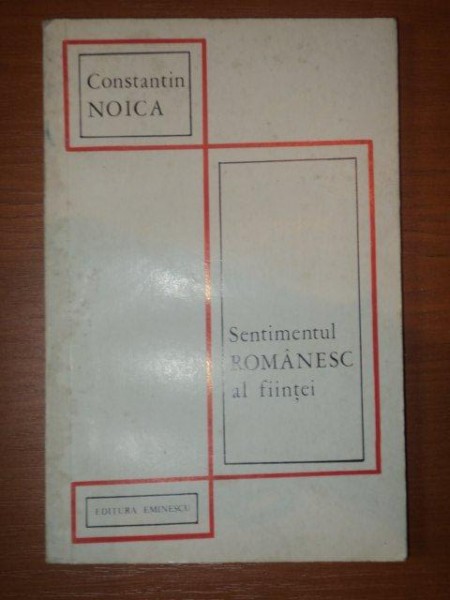 Constantin
NOICA
Sentimentul
ROMÂNESC
al ființei
EDITURA EMINESCU